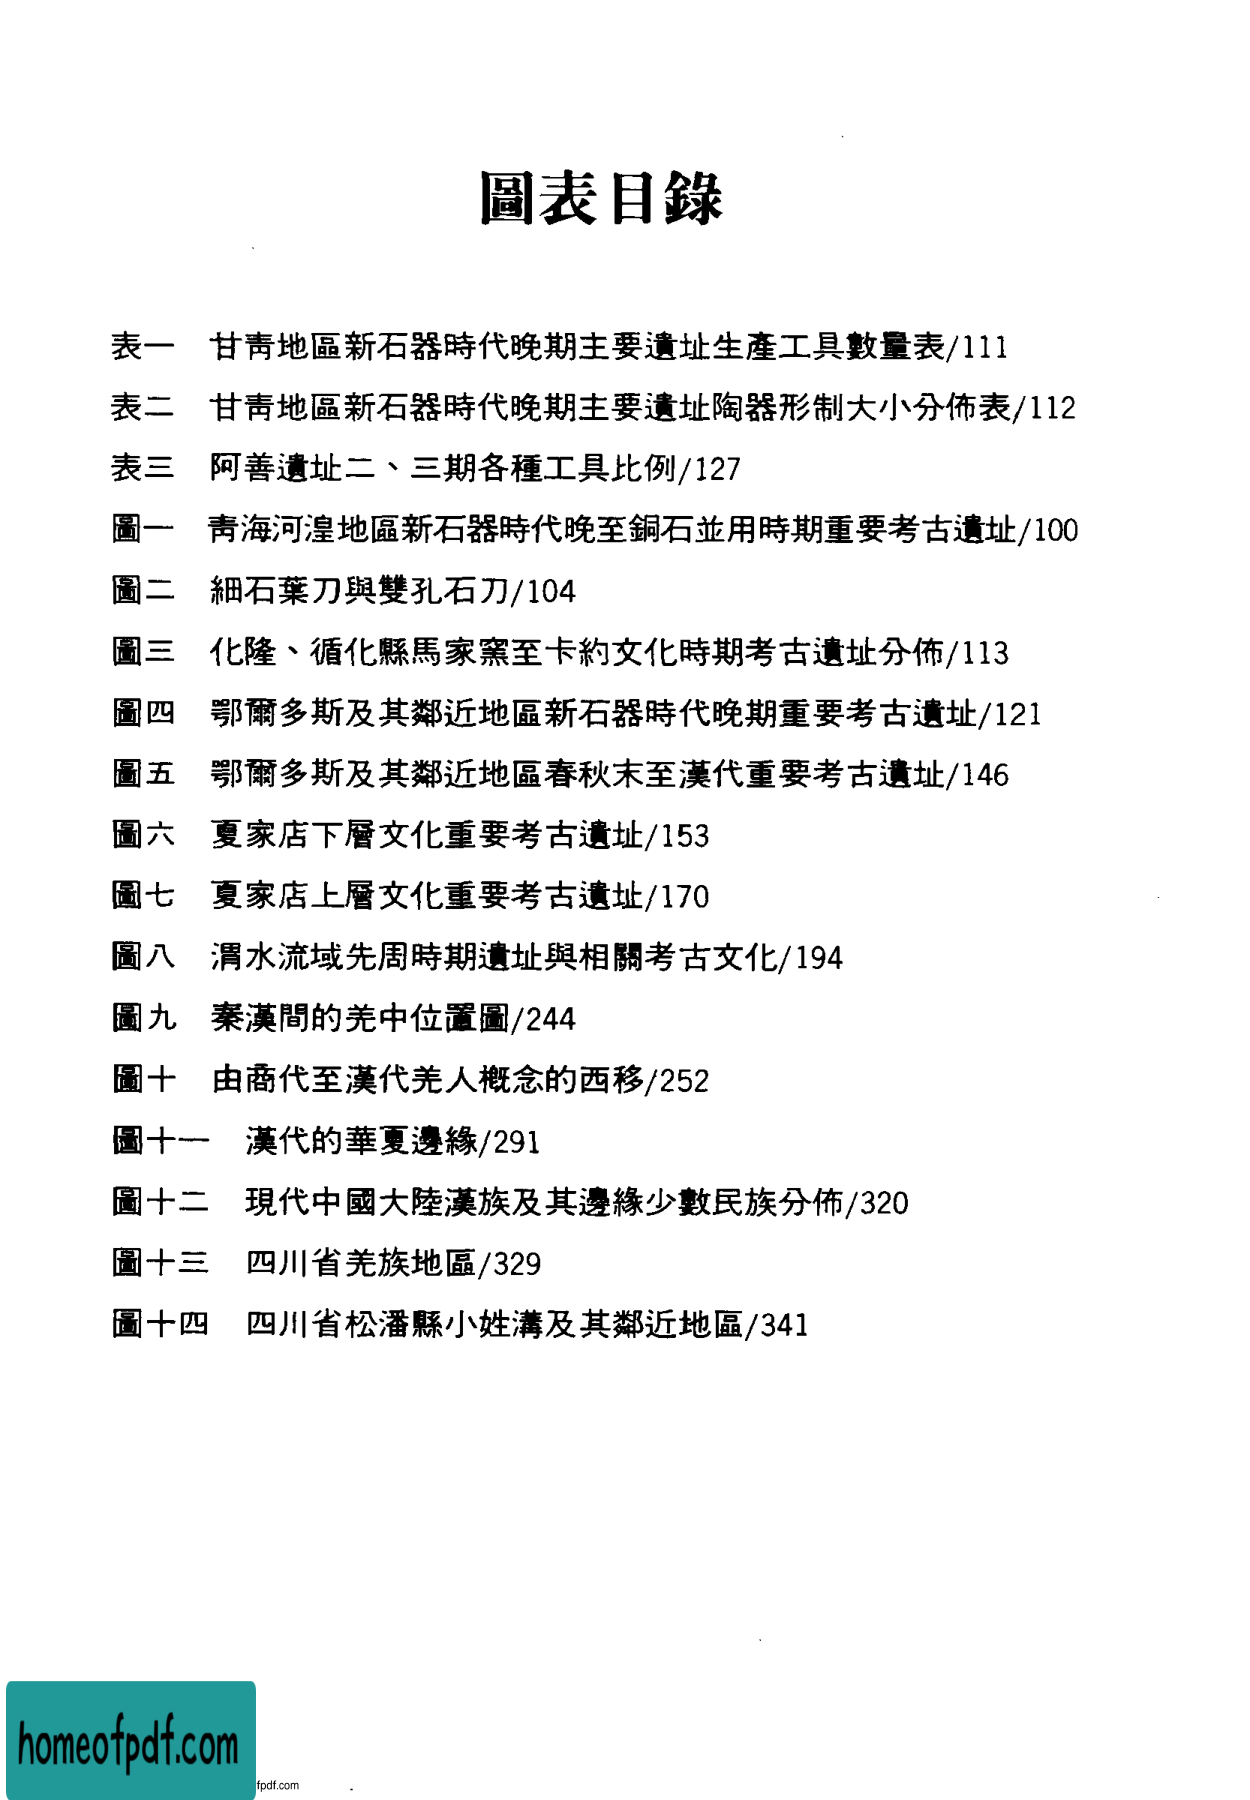 圖表目錄
表一　甘靑地區新石器時代晚期主要遺址生產工具數量表/111
表二　甘靑地區新石器時代晚期主要遺址陶器形制大小分佈表/112
表三　阿善遺址二、三期各種工具比例/127
圖一　靑海河湟地區新石器時代晚至銅石並用時期重要考古遺址/100
圖二　細石葉刀與雙孔石刀/104
圖三　化隆、循化縣馬家窯至卡約文化時期考古遺址分佈/113
圖四　鄂爾多斯及其鄰近地區新石器時代晚期重要考古遺址/121
圖五　鄂爾多斯及其鄰近地區春秋末至漢代重要考古遺址/146
圖六　夏家店下層文化重要考古遺址/153
圖七　夏家店上層文化重要考古遺址/170
圖八　渭水流域先周時期遺址與相關考古文化/194
圖九　秦漢間的羌中位置圖/244
圖十　由商代至漢代羌人概念的西移/252
圖十一　漢代的華夏邊緣/291
圖十二　現代中國大陸漢族及其邊緣少數民族分佈/320
圖十三　四川省羌族地區/329
圖十四　四川省松潘縣小姓溝及其鄰近地區/341
homeofpdf.com
fpdf.com